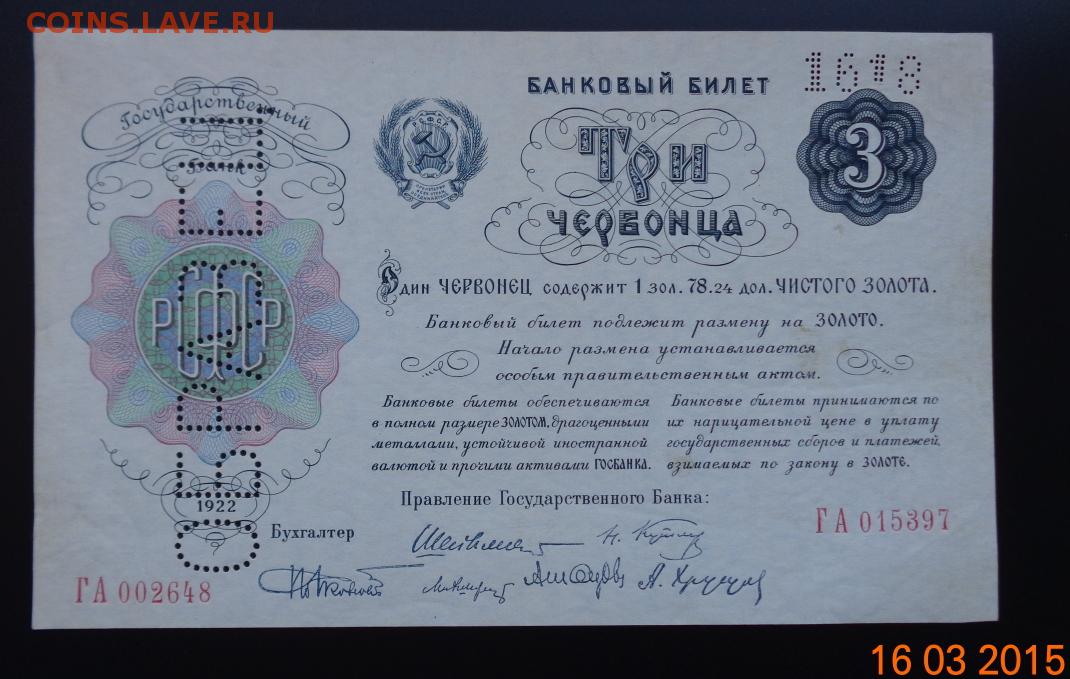 COINS.LAVE.RU
1618
БАНКОВЫЙ БИЛЕТ
Государственный
Банк
РСФСР
ОБРАЗЕЦ
ТРИ
ЧЕРВОНЦА
3
Один ЧЕРВОНЕЦ содержит 1 зол. 78.24 дол. ЧИСТОГО ЗОЛОТА.
Банковый билет подлежит размену на ЗОЛОТО.
Начало размена устанавливается
особым правительственным актом.
Банковые билеты обеспечиваются
в полном размере ЗОЛОТОМ, драгоценными
металлами, устойчивой иностранной
валютой и прочими активами ГОСБАНКА.
Банковые билеты принимаются по
их нарицательной цене в уплату
государственных сборов и платежей,
взимаемых по закону в ЗОЛОТЕ.
Правление Государственного Банка:
1922
Бухгалтер
ГА 015397
ГА 002648
16 03 2015